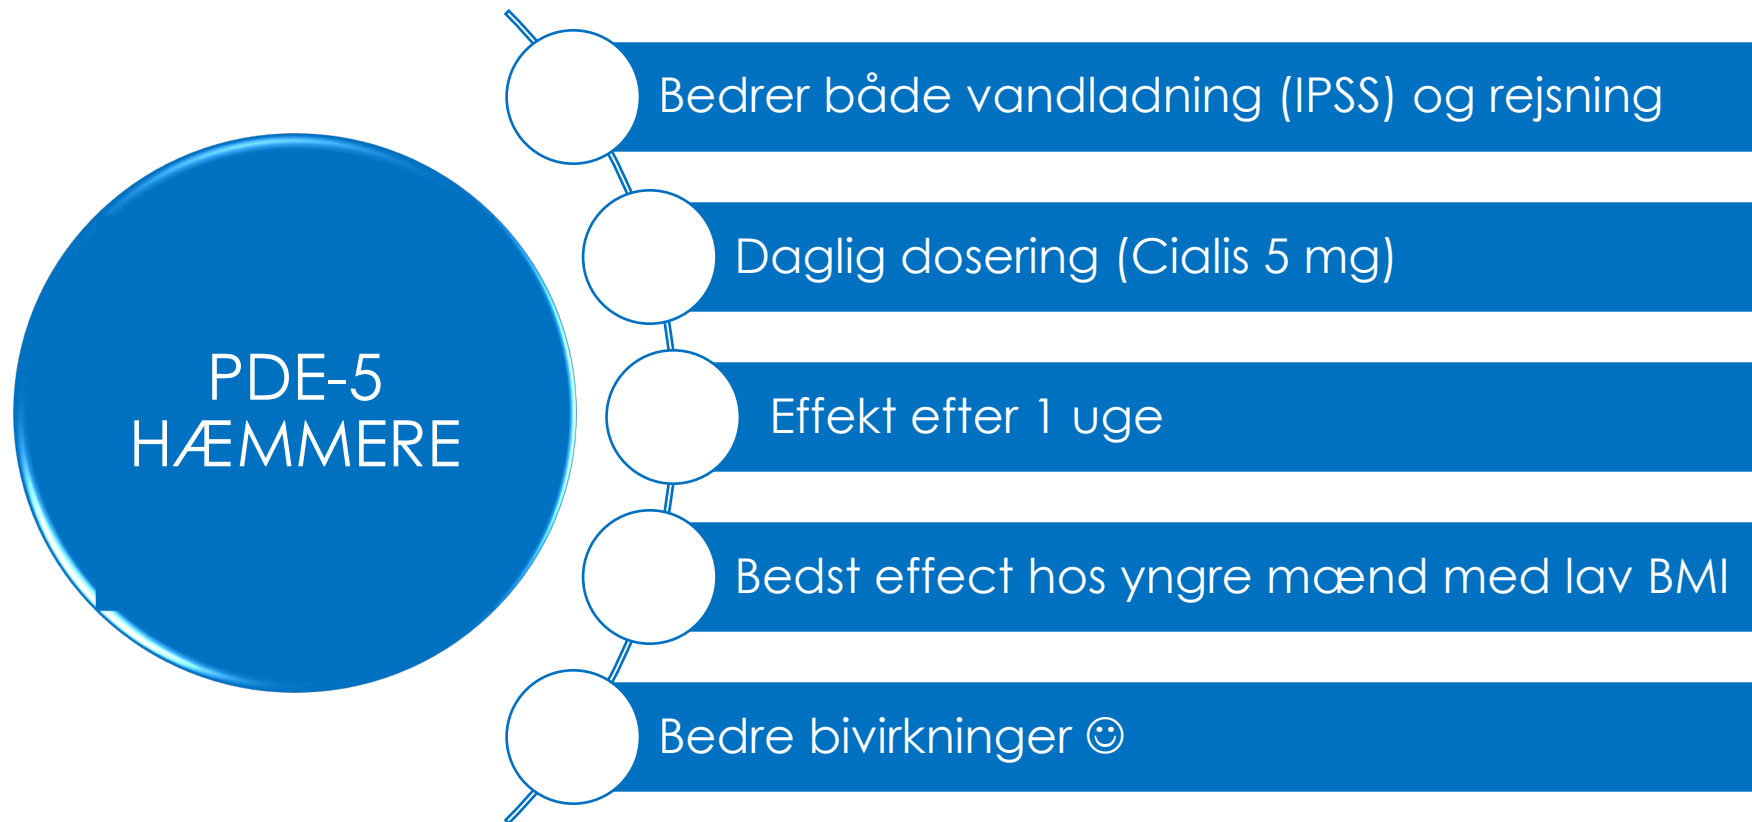 PDE-5
HÆMMERE
Bedrer både vandladning (IPSS) og rejsning
Daglig dosering (Cialis 5 mg)
Effekt efter 1 uge
Bedst effect hos yngre mænd med lav BMI
Bedre bivirkninger ☺